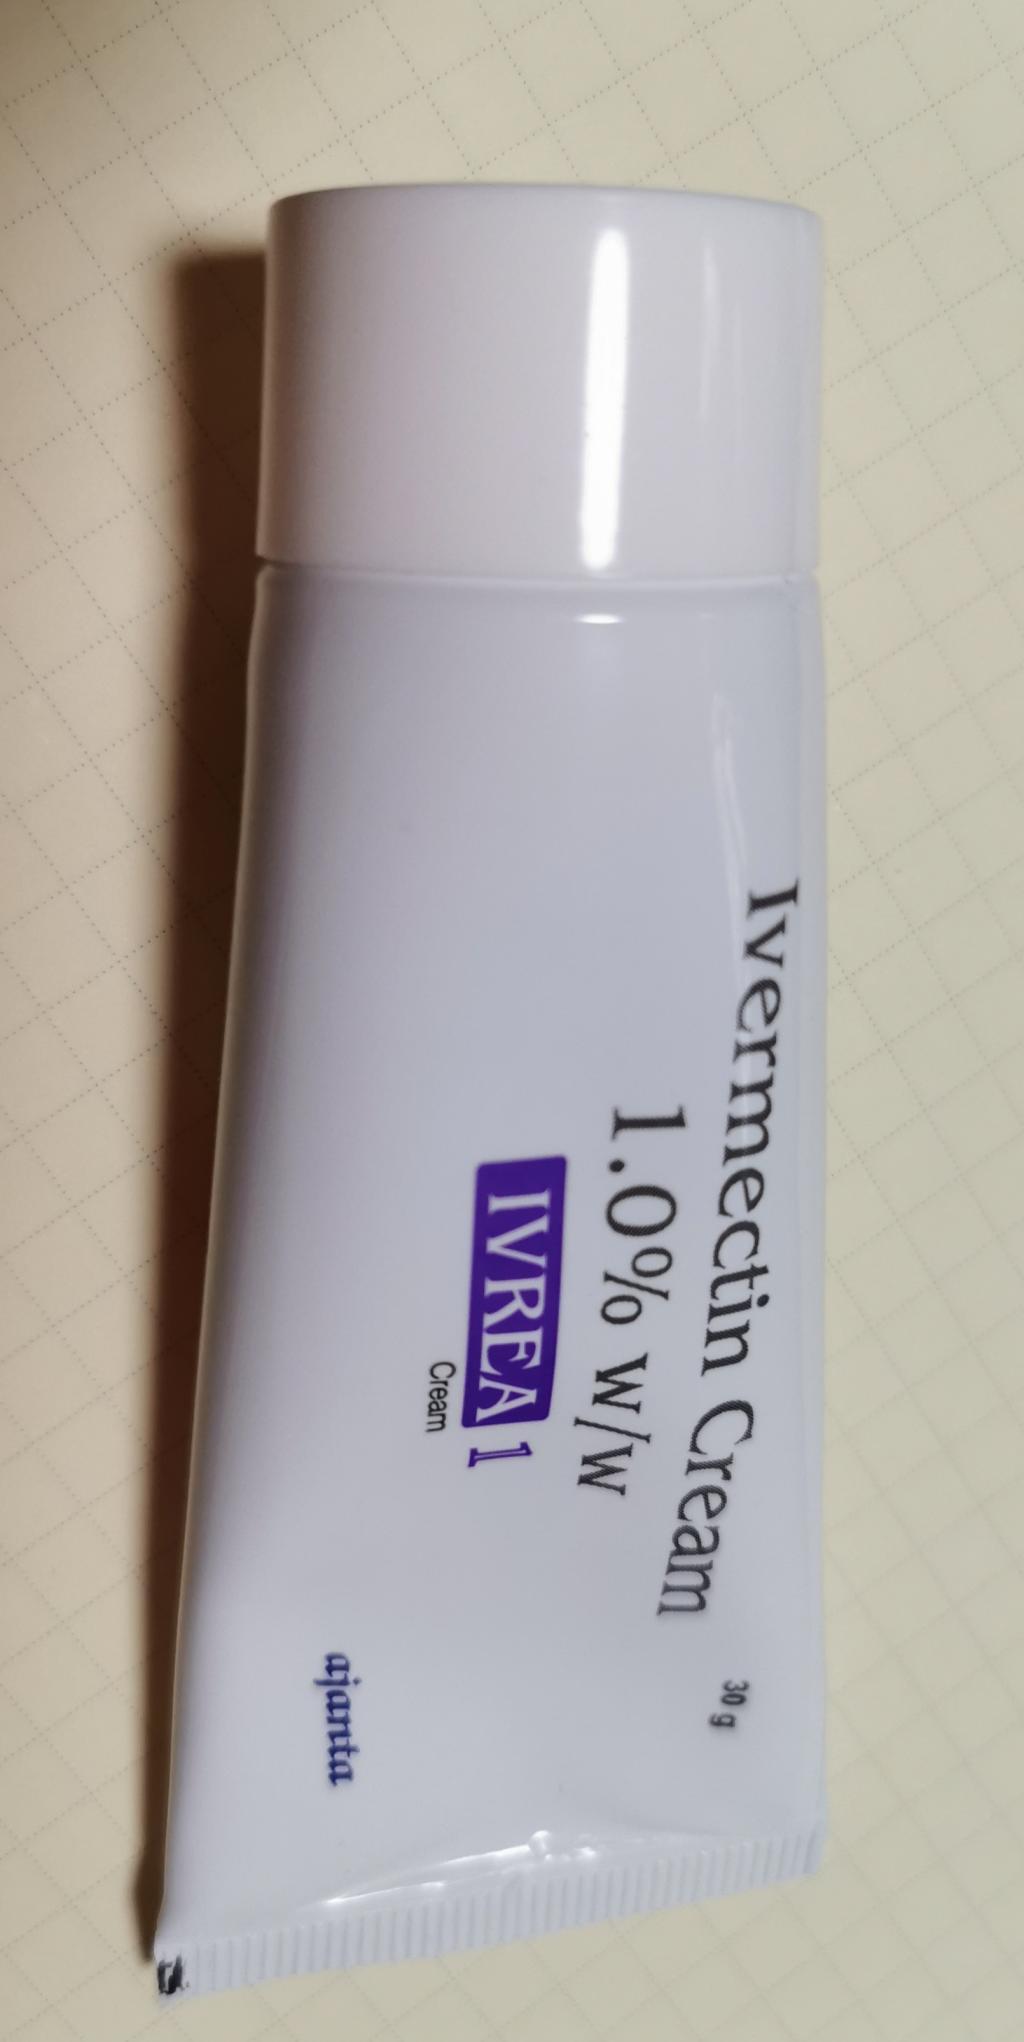 Ivermectin Cream
30 g
1.0% w/w
IVREA 1
Cream
ajanta